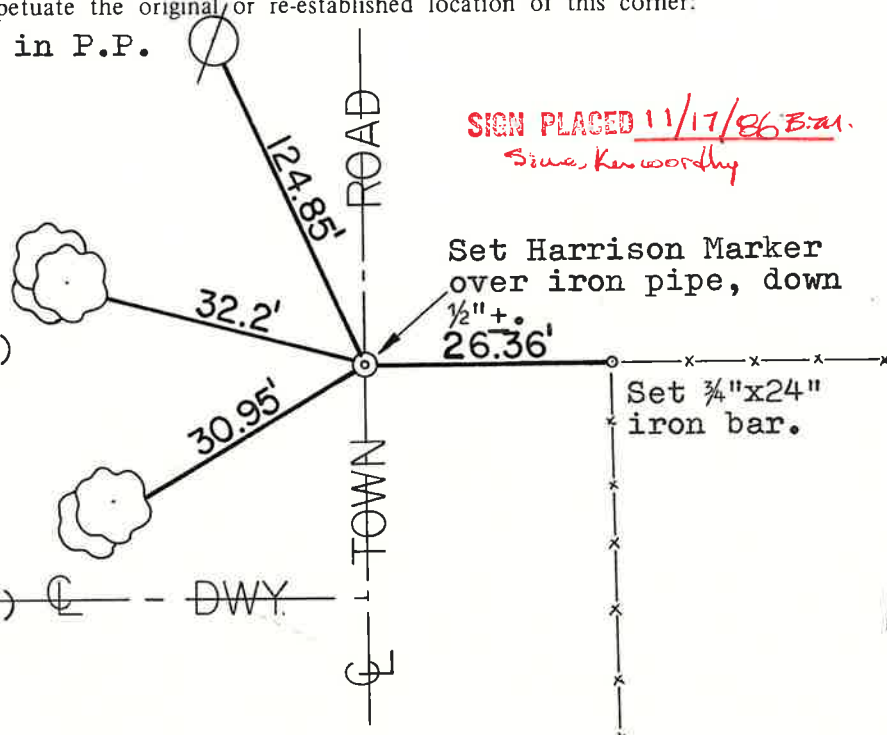 petuate the original or re-established location of this corner.
in P.P.
SIGN PLACED 11/17/86
124.85'
ROAD
Set Harrison Marker
over iron pipe, down
½"±.
32.2'
26.36'
)
Set ¾"x24"
iron bar.
30.95'
TOWN
) ℄ DWY.
℄